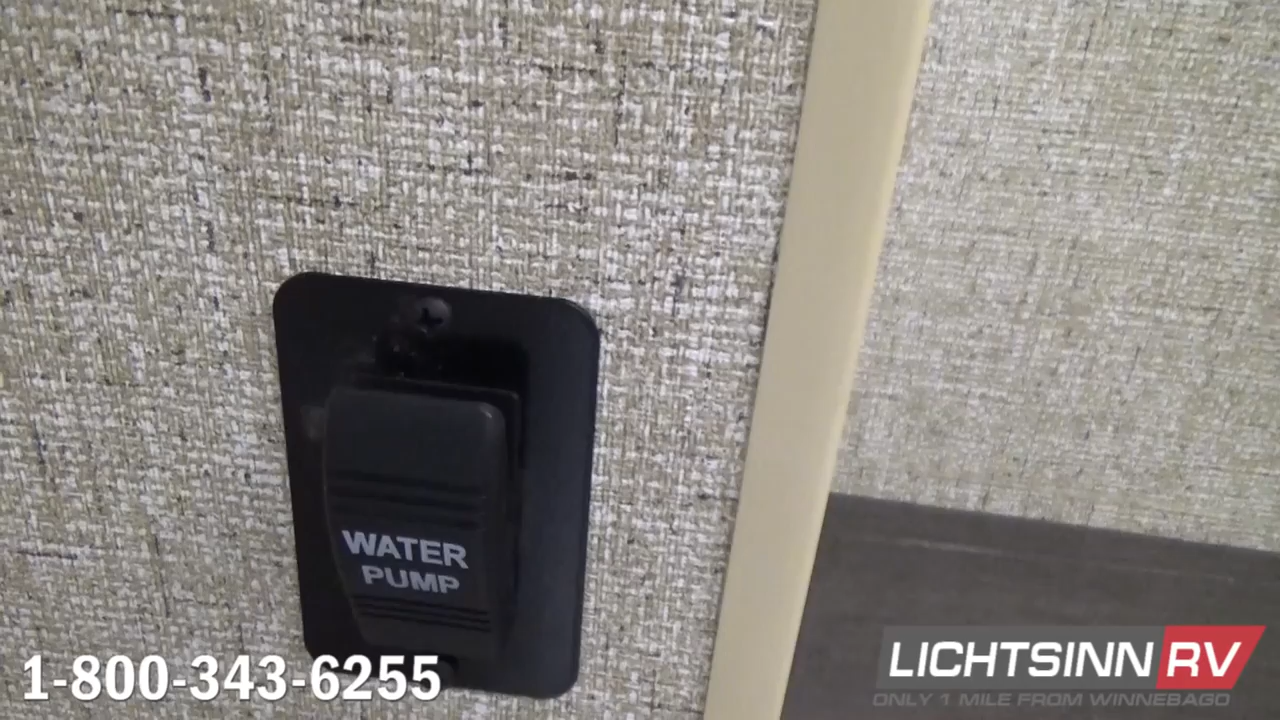 WATER
PUMP
1-800-343-6255
LICHTSINN RV
ONLY 1 MILE FROM WINNEBAGO